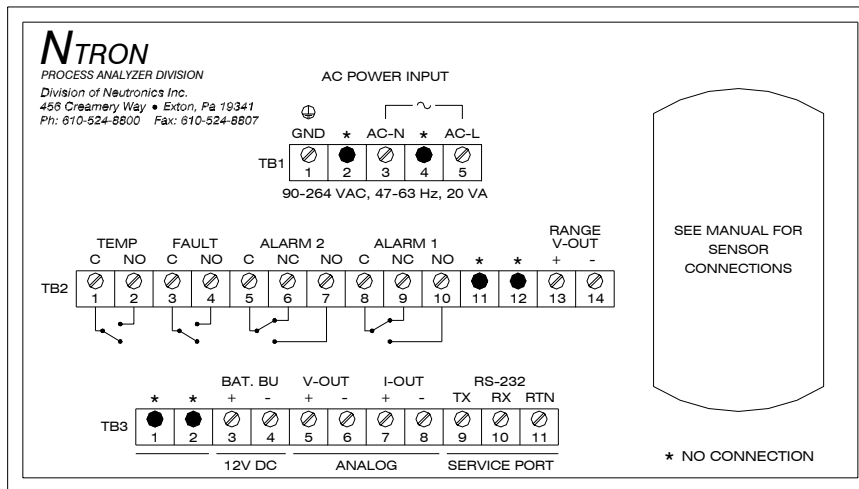 NTRON
PROCESS ANALYZER DIVISION
Division of Neutronics Inc.
456 Creamery Way • Exton, Pa 19341
Ph: 610-524-8800 Fax: 610-524-8807
AC POWER INPUT
GND * AC-N * AC-L
TB1
1 2 3 4 5
90-264 VAC, 47-63 Hz, 20 VA
TEMP FAULT ALARM 2 ALARM 1 RANGE V-OUT
C NO C NO C NC NO C NC NO * * + -
TB2
1 2 3 4 5 6 7 8 9 10 11 12 13 14
BAT. BU V-OUT I-OUT RS-232
* * + - + - + - TX RX RTN
TB3
1 2 3 4 5 6 7 8 9 10 11
12V DC ANALOG SERVICE PORT
SEE MANUAL FOR
SENSOR
CONNECTIONS
* NO CONNECTION